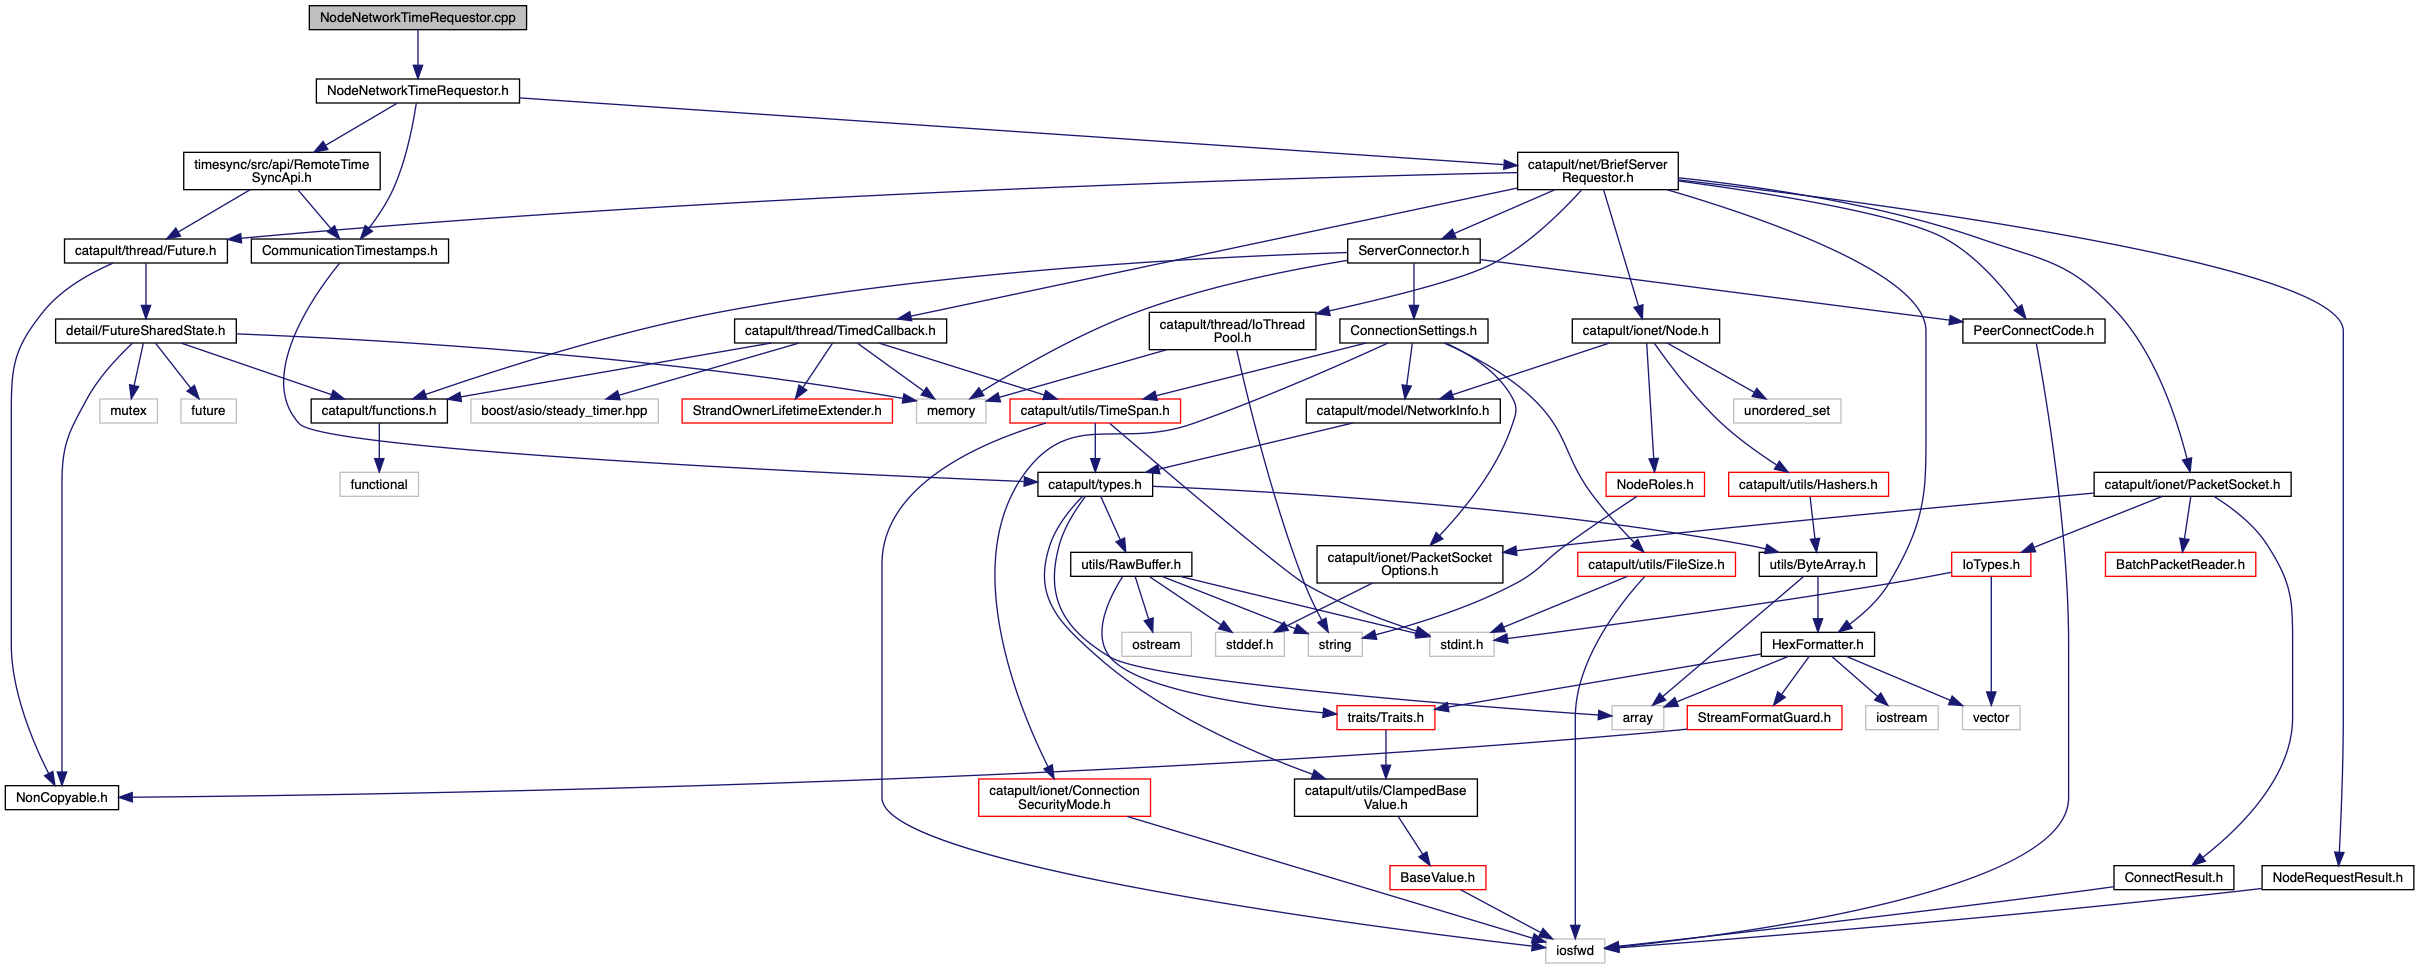 NodeNetworkTimeRequestor.cpp
NodeNetworkTimeRequestor.h
timesync/src/api/RemoteTime
SyncApi.h
catapult/net/BriefServer
Requestor.h
catapult/thread/Future.h
CommunicationTimestamps.h
ServerConnector.h
detail/FutureSharedState.h
catapult/thread/TimedCallback.h
catapult/thread/IoThread
Pool.h
ConnectionSettings.h
catapult/ionet/Node.h
PeerConnectCode.h
mutex
future
catapult/functions.h
boost/asio/steady_timer.hpp
StrandOwnerLifetimeExtender.h
memory
catapult/utils/TimeSpan.h
catapult/model/NetworkInfo.h
unordered_set
functional
catapult/types.h
NodeRoles.h
catapult/utils/Hashers.h
catapult/ionet/PacketSocket.h
utils/RawBuffer.h
catapult/ionet/PacketSocket
Options.h
catapult/utils/FileSize.h
utils/ByteArray.h
IoTypes.h
BatchPacketReader.h
ostream
stddef.h
string
stdint.h
HexFormatter.h
traits/Traits.h
array
StreamFormatGuard.h
iostream
vector
NonCopyable.h
catapult/ionet/Connection
SecurityMode.h
catapult/utils/ClampedBase
Value.h
BaseValue.h
ConnectResult.h
NodeRequestResult.h
iosfwd